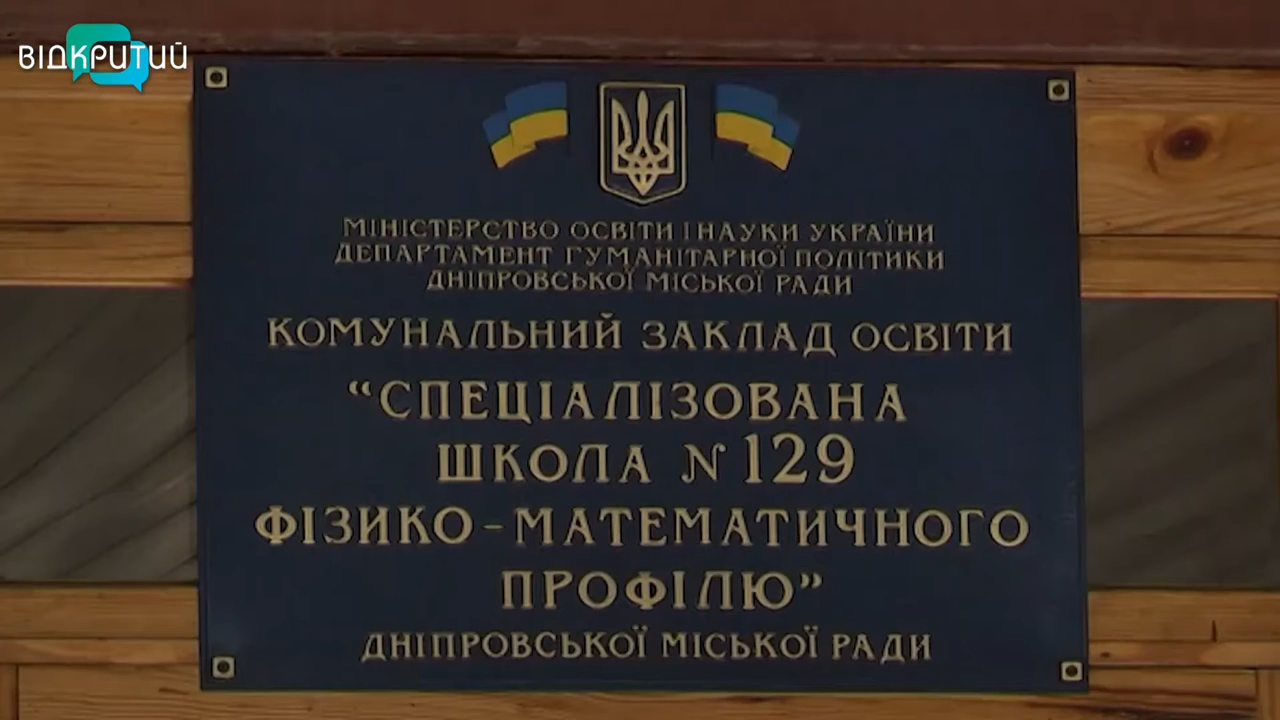 ВІДКРИТИЙ
МІНІСТЕРСТВО ОСВІТИ І НАУКИ УКРАЇНИ
ДЕПАРТАМЕНТ ГУМАНІТАРНОЇ ПОЛІТИКИ
ДНІПРОВСЬКОЇ МІСЬКОЇ РАДИ
КОМУНАЛЬНИЙ ЗАКЛАД ОСВІТИ
“СПЕЦІАЛІЗОВАНА
ШКОЛА N 129
ФІЗИКО-МАТЕМАТИЧНОГО
ПРОФІЛЮ”
ДНІПРОВСЬКОЇ МІСЬКОЇ РАДИ